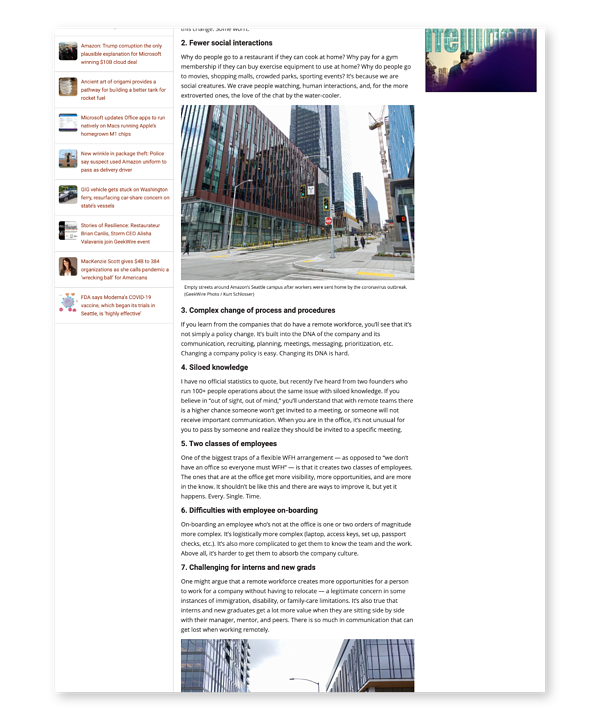 Amazon: Trump corruption the only
plausible explanation for Microsoft
winning $10B cloud deal
Ancient art of origami provides a
pathway for building a better tank for
rocket fuel
Microsoft updates Office apps to run
natively on Macs running Apple's
homegrown M1 chips
New wrinkle in package theft: Police
say suspect used Amazon uniform to
pass as delivery driver
GIG vehicle gets stuck on Washington
ferry, resurfacing car-share concern on
state's vessels
Stories of Resilience: Restaurateur
Brian Canlis, Storm CEO Alisha
Valavanis join GeekWire event
MacKenzie Scott gives $4B to 384
organizations as she calls pandemic a
'wrecking ball' for Americans
FDA says Moderna's COVID-19
vaccine, which began its trials in
Seattle, is 'highly effective'
this change. Some won't.
2. Fewer social interactions
Why do people go to a restaurant if they can cook at home? Why pay for a gym
membership if they can buy exercise equipment to use at home? Why do people go
to movies, shopping malls, crowded parks, sporting events? It's because we are
social creatures. We crave people watching, human interactions, and, for the more
extroverted ones, the love of the chat by the water-cooler.
Empty streets around Amazon's Seattle campus after workers were sent home by the coronavirus outbreak.
(GeekWire Photo / Kurt Schlosser)
3. Complex change of process and procedures
If you learn from the companies that do have a remote workforce, you'll see that it's
not simply a policy change. It's built into the DNA of the company and its
communication, recruiting, planning, meetings, messaging, prioritization, etc.
Changing a company policy is easy. Changing its DNA is hard.
4. Siloed knowledge
I have no official statistics to quote, but recently I've heard from two founders who
run 100+ people operations about the same issue with siloed knowledge. If you
believe in "out of sight, out of mind," you'll understand that with remote teams there
is a higher chance someone won't get invited to a meeting, or someone will not
receive important communication. When you are in the office, it's not unusual for
you to pass by someone and realize they should be invited to a specific meeting.
5. Two classes of employees
One of the biggest traps of a flexible WFH arrangement — as opposed to "we don't
have an office so everyone must WFH" — is that it creates two classes of employees.
The ones that are at the office get more visibility, more opportunities, and are more
in the know. It shouldn't be like this and there are ways to improve it, but yet it
happens. Every. Single. Time.
6. Difficulties with employee on-boarding
On-boarding an employee who's not at the office is one or two orders of magnitude
more complex. It's logistically more complex (laptop, access keys, set up, passport
checks, etc.). It's also more complicated to get them to know the team and the work.
Above all, it's harder to get them to absorb the company culture.
7. Challenging for interns and new grads
One might argue that a remote workforce creates more opportunities for a person
to work for a company without having to relocate — a legitimate concern in some
instances of immigration, disability, or family-care limitations. It's also true that
interns and new graduates get a lot more value when they are sitting side by side
with their manager, mentor, and peers. There is so much in communication that can
get lost when working remotely.